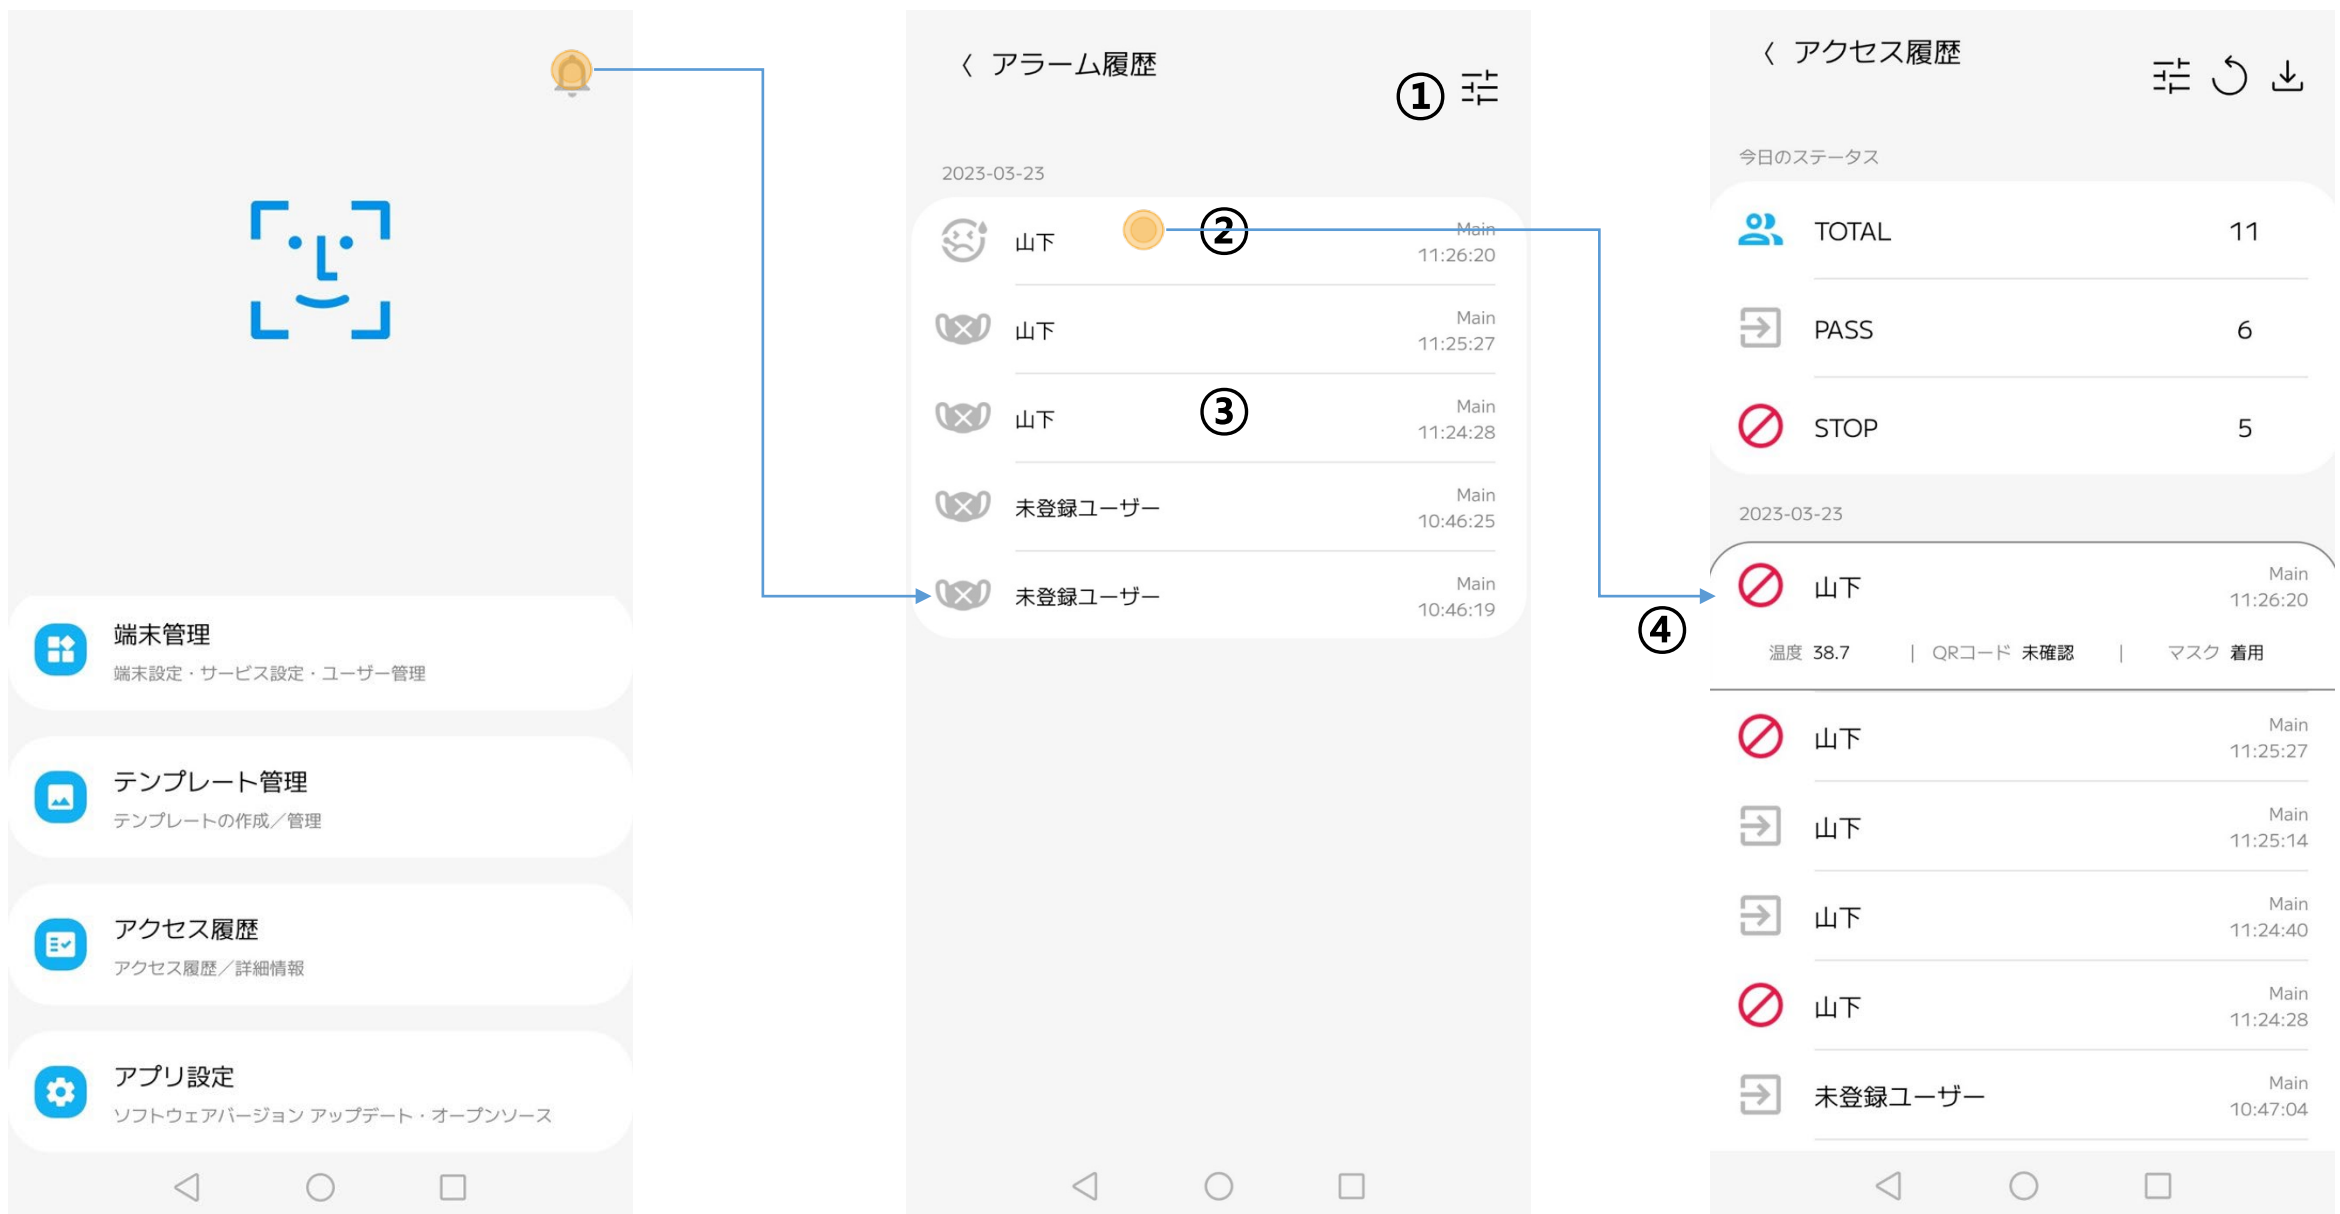 端末管理
端末設定・サービス設定・ユーザー管理
テンプレート管理
テンプレートの作成／管理
アクセス履歴
アクセス履歴／詳細情報
アプリ設定
ソフトウェアバージョン アップデート・オープンソース
アラーム履歴
①
2023-03-23
山下
②
Main
11:26:20
山下
Main
11:25:27
山下
③
Main
11:24:28
未登録ユーザー
Main
10:46:25
未登録ユーザー
Main
10:46:19
アクセス履歴
今日のステータス
TOTAL 11
PASS 6
STOP 5
2023-03-23
④
山下
Main
11:26:20
温度 38.7 | QRコード 未確認 | マスク 着用
山下
Main
11:25:27
山下
Main
11:25:14
山下
Main
11:24:40
山下
Main
11:24:28
未登録ユーザー
Main
10:47:04